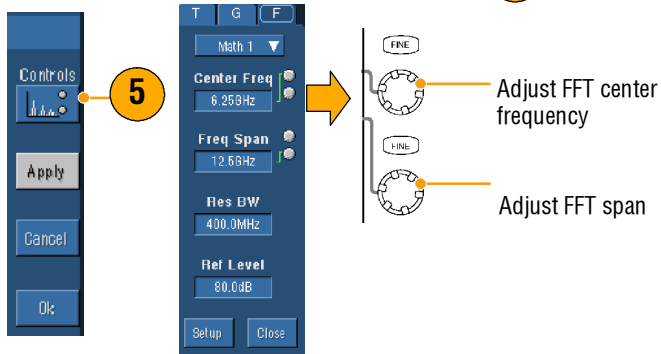 Controls
5
Apply
Cancel
Ok
T G F
Math 1
Center Freq
6.25GHz
Freq Span
12.5GHz
Res BW
400.0MHz
Ref Level
80.0dB
Setup Close
FINE
Adjust FFT center
frequency
FINE
Adjust FFT span